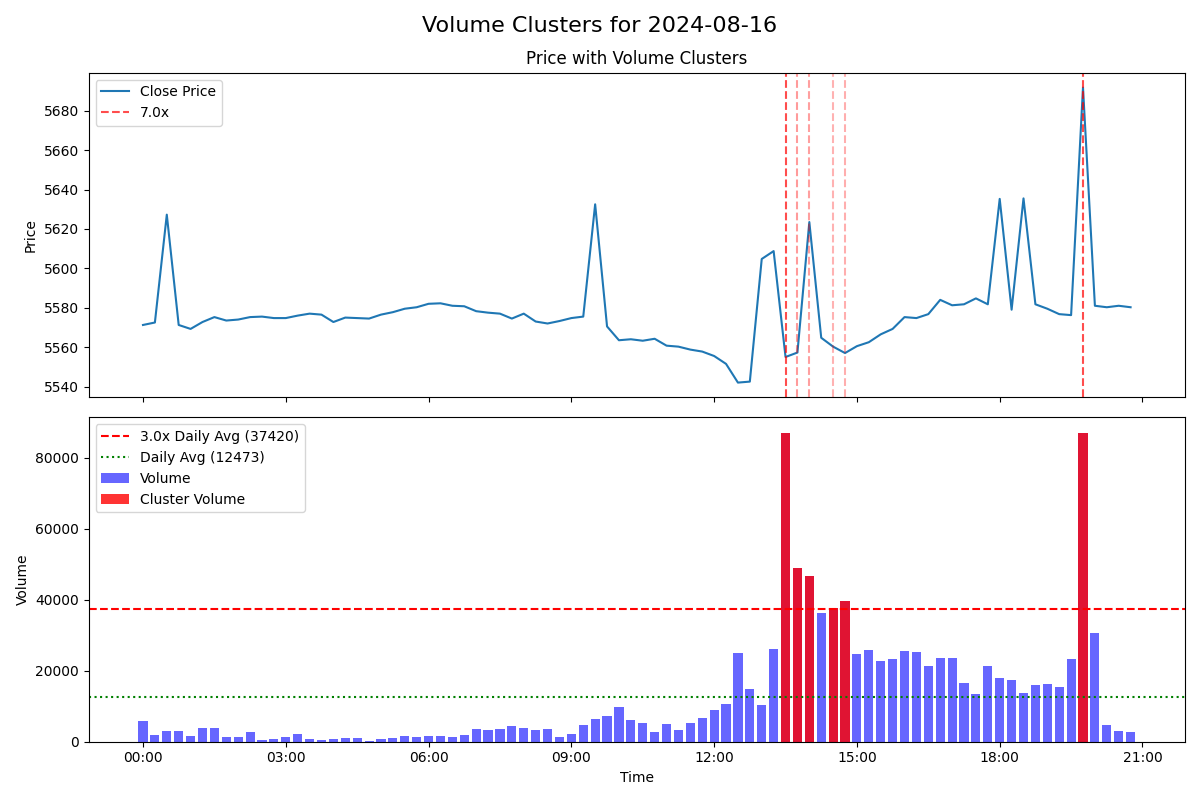 Volume Clusters for 2024-08-16
Price with Volume Clusters
Close Price
7.0x
5680
5660
5640
5620
5600
5580
5560
5540
Price
3.0x Daily Avg (37420)
Daily Avg (12473)
Volume
Cluster Volume
80000
60000
40000
20000
0
Volume
00:00 03:00 06:00 09:00 12:00 15:00 18:00 21:00
Time